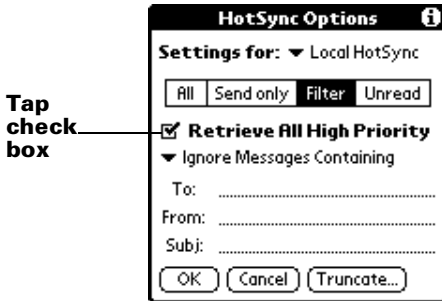 HotSync Options i
Settings for: Local HotSync
All Send only Filter Unread
Tap
check
box
Retrieve All High Priority
Ignore Messages Containing
To:
From:
Subj:
OK Cancel Truncate...